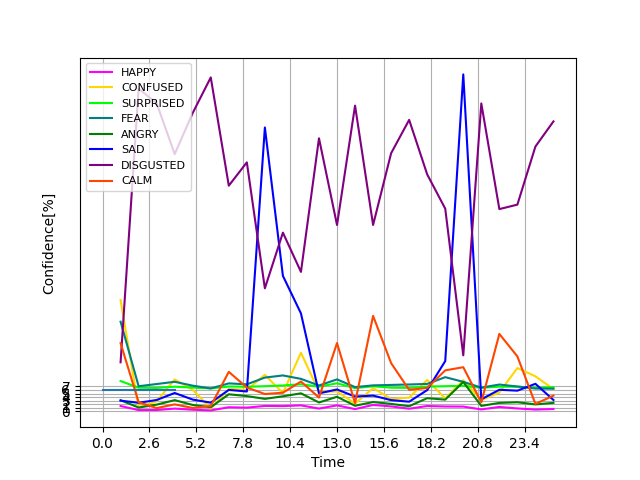 HAPPY
CONFUSED
SURPRISED
FEAR
ANGRY
SAD
DISGUSTED
CALM
Confidence[%]
0.0 2.6 5.2 7.8 10.4 13.0 15.6 18.2 20.8 23.4
Time